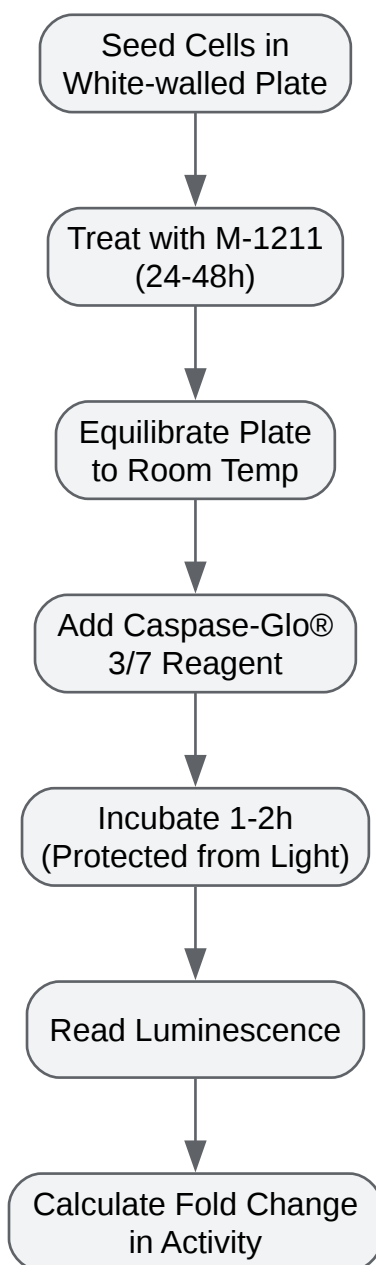 Seed Cells in
White-walled Plate
Treat with M-1211
(24-48h)
Equilibrate Plate
to Room Temp
Add Caspase-Glo®
3/7 Reagent
Incubate 1-2h
(Protected from Light)
Read Luminescence
Calculate Fold Change
in Activity